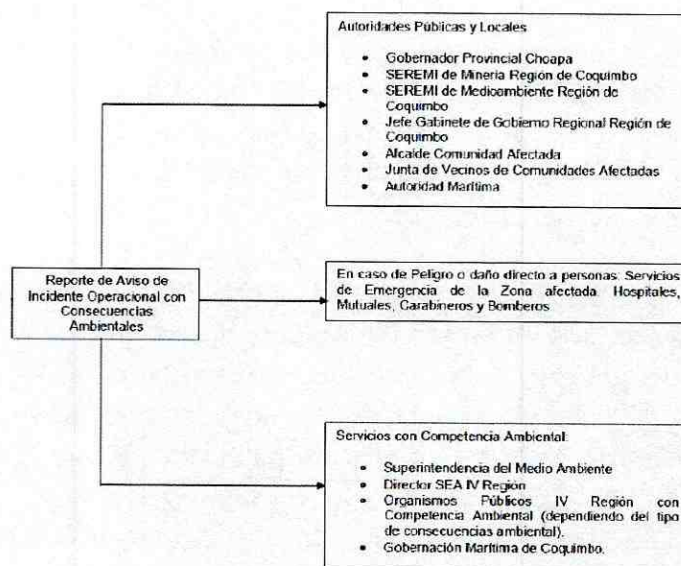 Autoridades Públicas y Locales
• Gobernador Provincial Choapa
• SEREMI de Minería Región de Coquimbo
• SEREMI de Medioambiente Región de
Coquimbo
• Jefe Gabinete de Gobierno Regional Región de
Coquimbo
• Alcalde Comunidad Afectada
• Junta de Vecinos de Comunidades Afectadas
• Autoridad Marítima
Reporte de Aviso de
Incidente Operacional con
Consecuencias
Ambientales
En caso de Peligro o daño directo a personas: Servicios
de Emergencia de la Zona afectada. Hospitales,
Mutuales, Carabineros y Bomberos
Servicios con Competencia Ambiental:
• Superintendencia del Medio Ambiente
• Director SEA IV Región
• Organismos Públicos IV Región con
Competencia Ambiental (dependiendo del tipo
de consecuencias ambiental).
• Gobernación Marítima de Coquimbo.